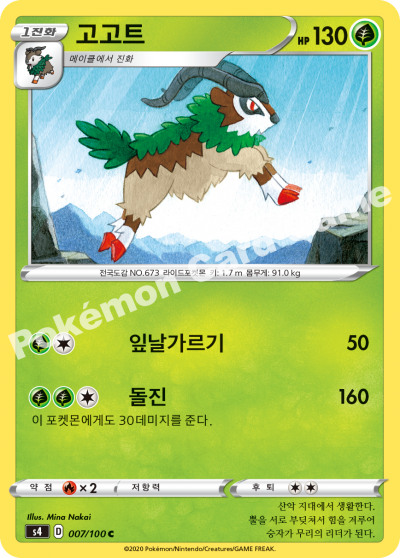 1진화
고고트
HP 130
메이클에서 진화
전국도감 NO.673 라이드포켓몬 키: 1.7 m 몸무게: 91.0 kg
Pokémon Card Game
잎날가르기 50
돌진 160
이 포켓몬에게도 30데미지를 준다.
약점 ×2 저항력 후퇴
Illus. Mina Nakai
산악 지대에서 생활한다.
뿔을 서로 부딪쳐서 힘을 겨루어
승자가 무리의 리더가 된다.
s4 D 007/100 C
©2020 Pokémon/Nintendo/Creatures/GAME FREAK.